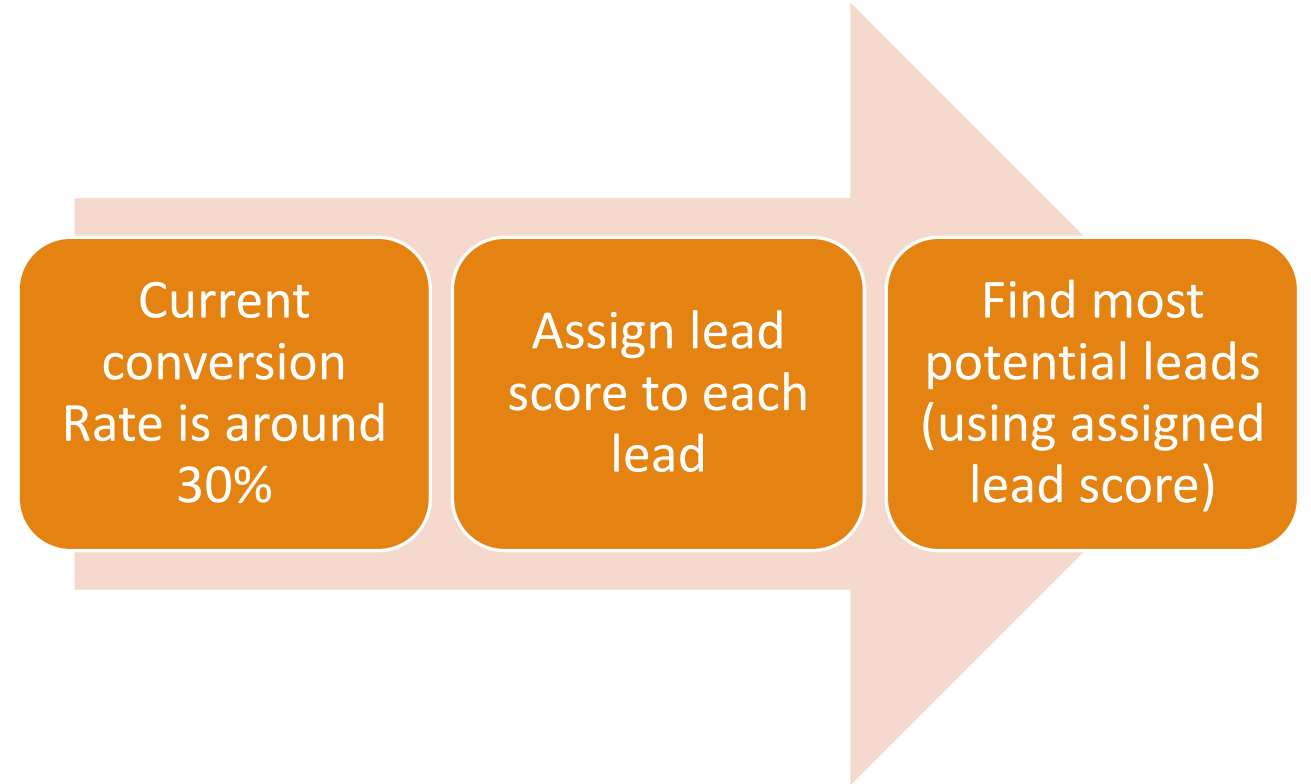 Current
conversion
Rate is around
30%
Assign lead
score to each
lead
Find most
potential leads
(using assigned
lead score)